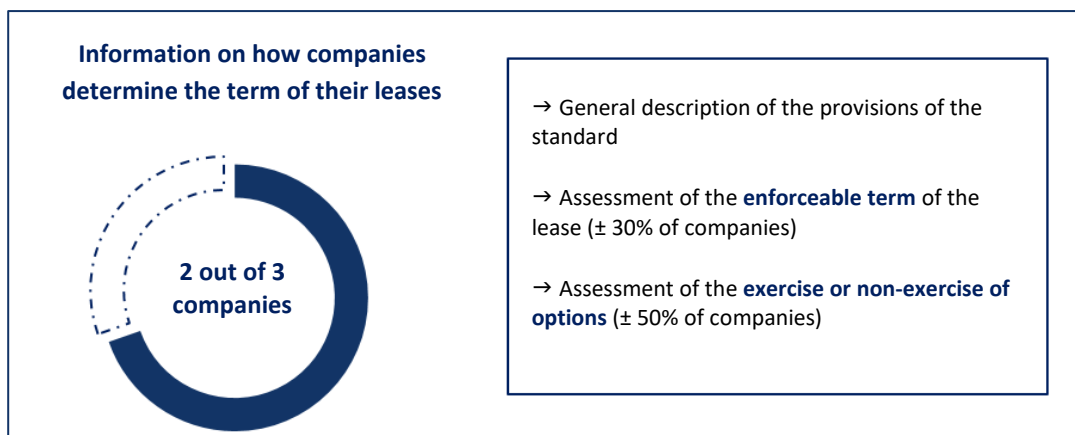 Information on how companies
determine the term of their leases
2 out of 3
companies
→ General description of the provisions of the
standard
→ Assessment of the enforceable term of the
lease (± 30% of companies)
→ Assessment of the exercise or non-exercise of
options (± 50% of companies)